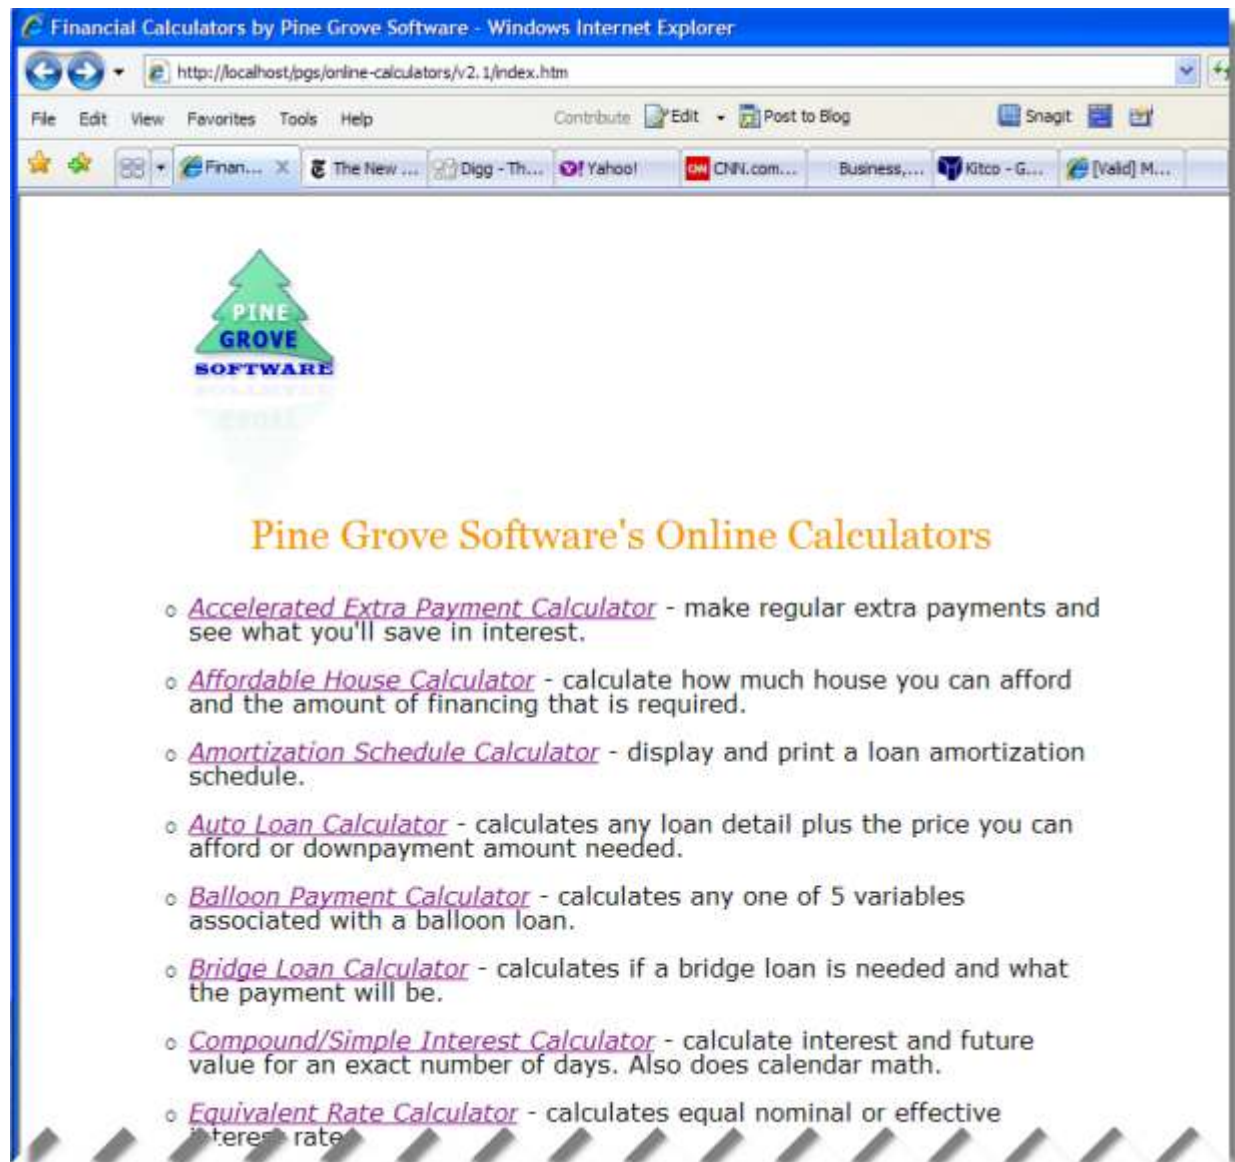 Financial Calculators by Pine Grove Software - Windows Internet Explorer
http://localhost/pgs/online-calculators/v2.1/index.htm
File Edit View Favorites Tools Help Contribute Edit Post to Blog Snagit
Finan... X The New ... Digg - Th... Yahoo! CNN CNN.com... Business,... Kitco - G... [Valid] M...
PINE
GROVE
SOFTWARE
Pine Grove Software's Online Calculators
Accelerated Extra Payment Calculator - make regular extra payments and
see what you'll save in interest.
Affordable House Calculator - calculate how much house you can afford
and the amount of financing that is required.
Amortization Schedule Calculator - display and print a loan amortization
schedule.
Auto Loan Calculator - calculates any loan detail plus the price you can
afford or downpayment amount needed.
Balloon Payment Calculator - calculates any one of 5 variables
associated with a balloon loan.
Bridge Loan Calculator - calculates if a bridge loan is needed and what
the payment will be.
Compound/Simple Interest Calculator - calculate interest and future
value for an exact number of days. Also does calendar math.
Equivalent Rate Calculator - calculates equal nominal or effective
interest rate